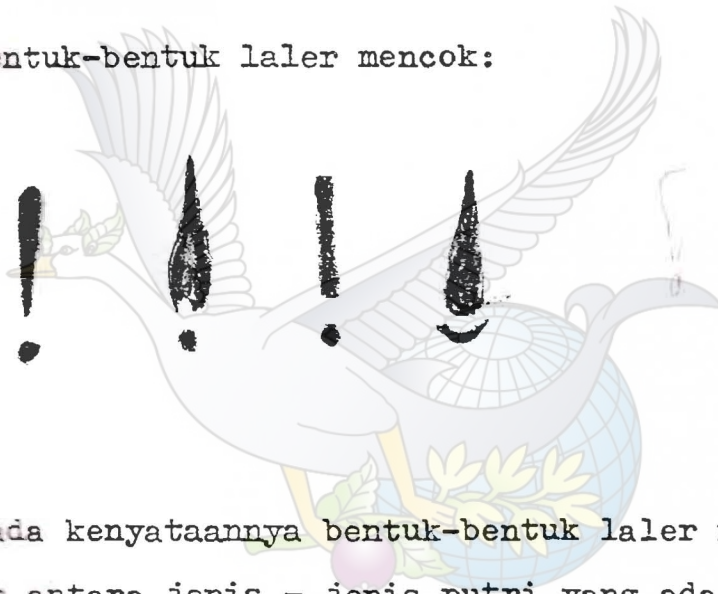 ntuk-bentuk laler mencok:
da kenyataannya bentuk-bentuk laler
antara jenis - jenis putri yang ada